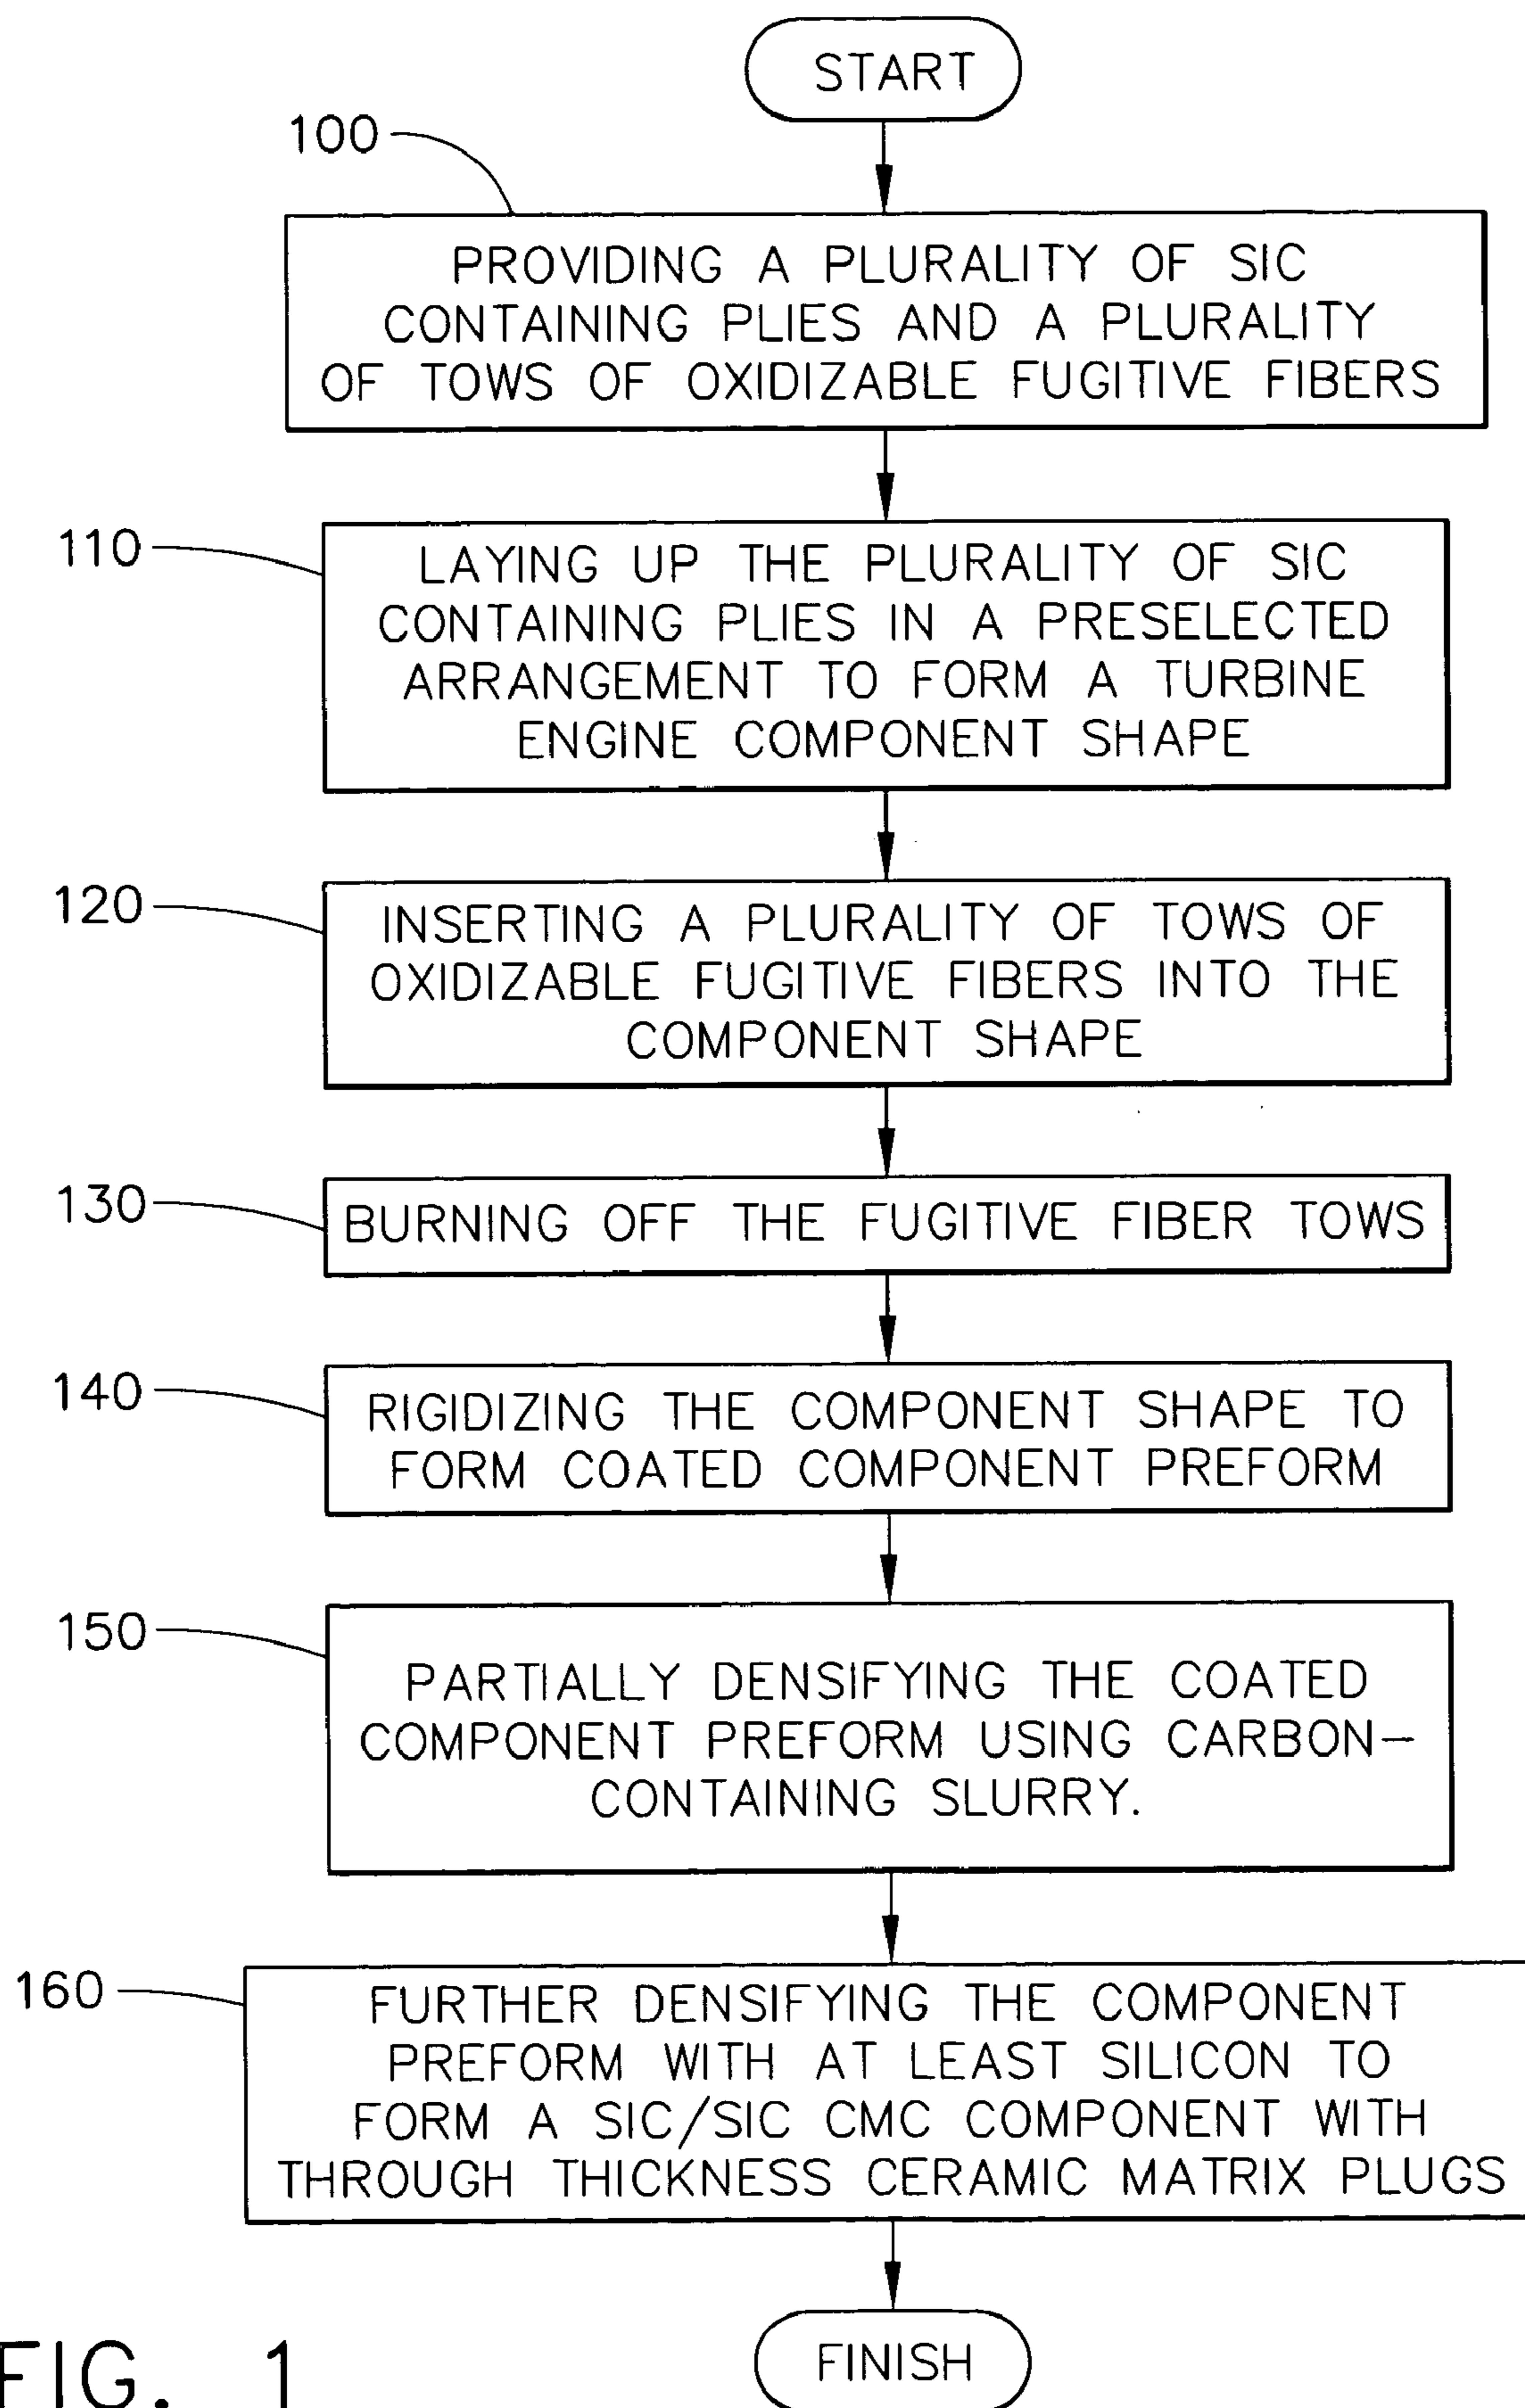 START
100
PROVIDING A PLURALITY OF SIC
CONTAINING PLIES AND A PLURALITY
OF TOWS OF OXIDIZABLE FUGITIVE FIBERS
110
LAYING UP THE PLURALITY OF SIC
CONTAINING PLIES IN A PRESELECTED
ARRANGEMENT TO FORM A TURBINE
ENGINE COMPONENT SHAPE
120
INSERTING A PLURALITY OF TOWS OF
OXIDIZABLE FUGITIVE FIBERS INTO THE
COMPONENT SHAPE
130
BURNING OFF THE FUGITIVE FIBER TOWS
140
RIGIDIZING THE COMPONENT SHAPE TO
FORM COATED COMPONENT PREFORM
150
PARTIALLY DENSIFYING THE COATED
COMPONENT PREFORM USING CARBON-
CONTAINING SLURRY.
160
FURTHER DENSIFYING THE COMPONENT
PREFORM WITH AT LEAST SILICON TO
FORM A SIC/SIC CMC COMPONENT WITH
THROUGH THICKNESS CERAMIC MATRIX PLUGS
FINISH
FIG. 1